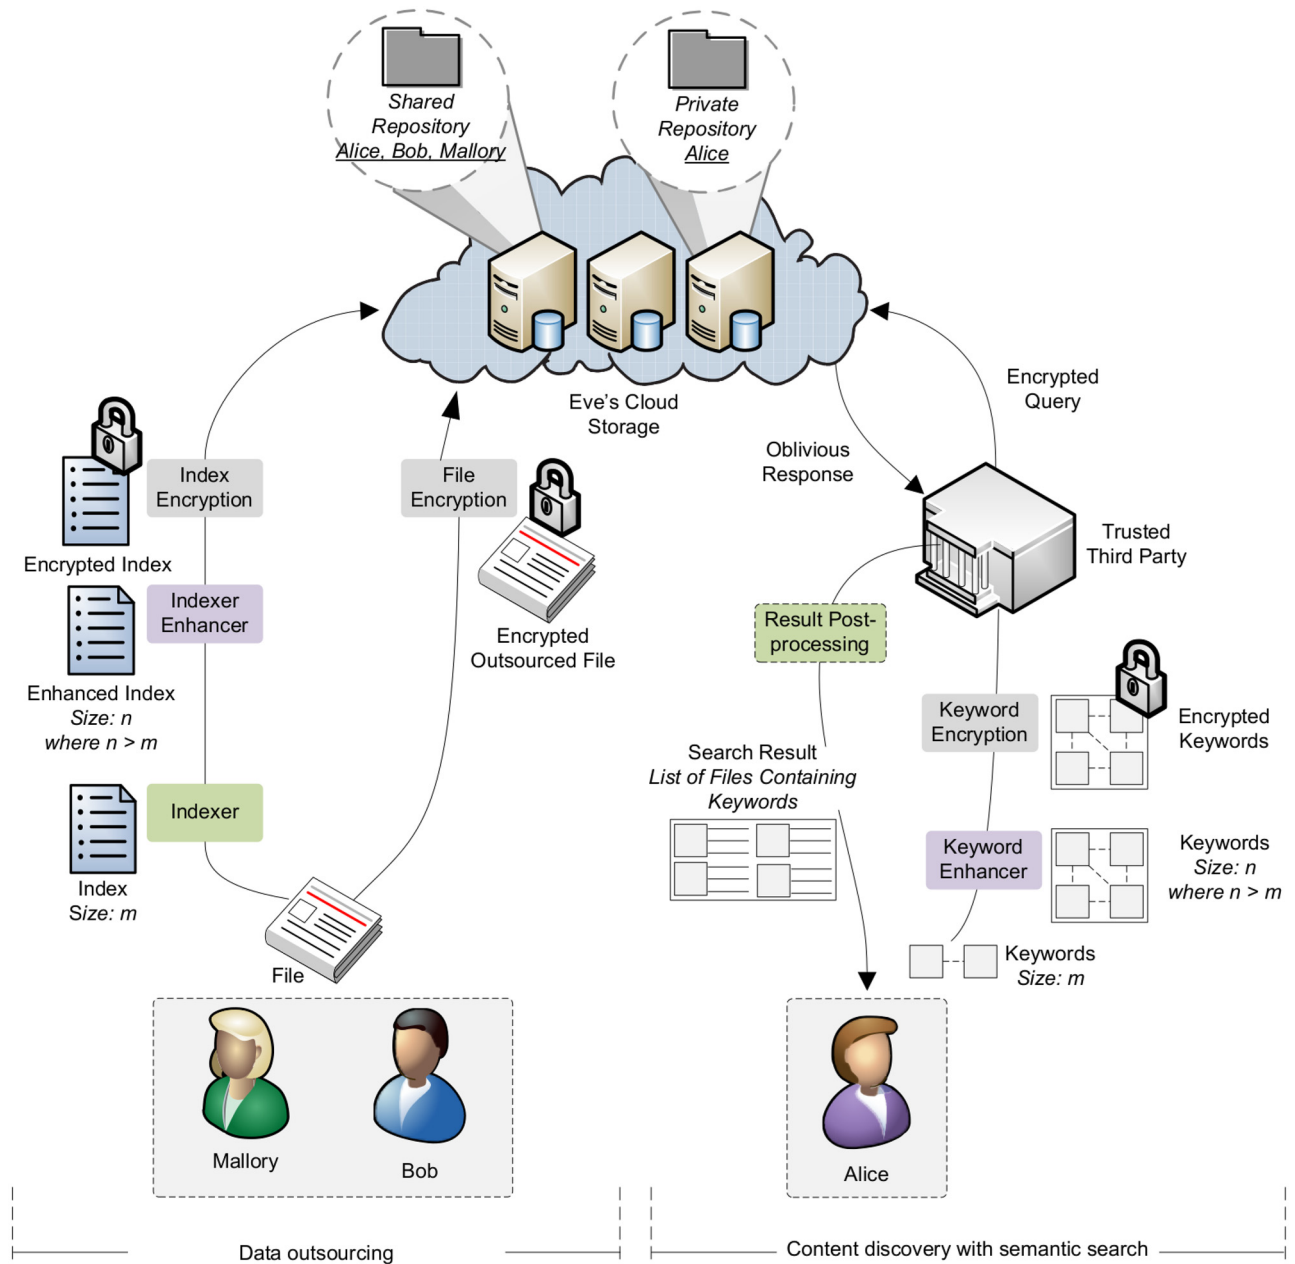 Shared
Repository
Alice, Bob, Mallory
Private
Repository
Alice
Eve's Cloud
Storage
Encrypted
Query
Oblivious
Response
Trusted
Third Party
Index
Encryption
File
Encryption
Encrypted Index
Indexer
Enhancer
Enhanced Index
Size: n
where n > m
Encrypted
Outsourced File
Indexer
Index
Size: m
File
Mallory
Bob
Data outsourcing
Result Post-
processing
Keyword
Encryption
Encrypted
Keywords
Search Result
List of Files Containing
Keywords
Keyword
Enhancer
Keywords
Size: n
where n > m
Keywords
Size: m
Alice
Content discovery with semantic search